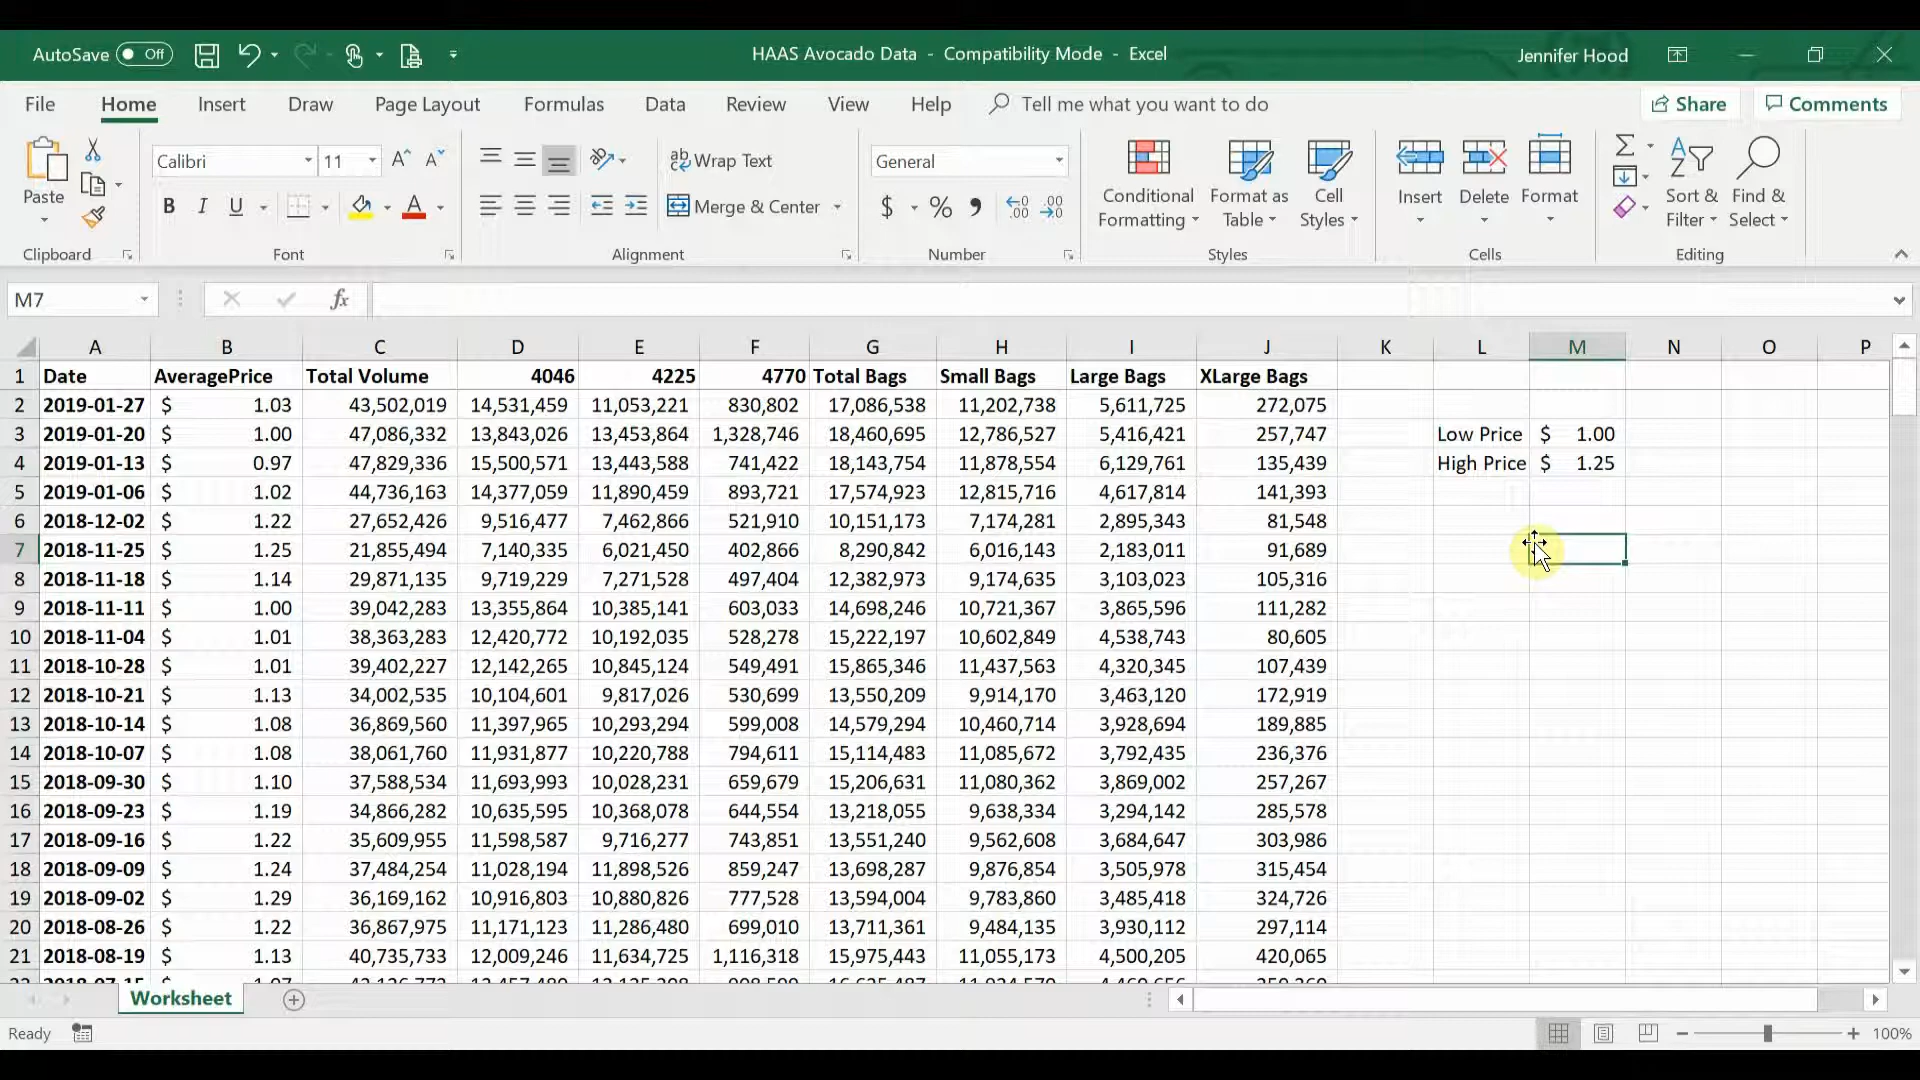 AutoSave Off HAAS Avocado Data - Compatibility Mode - Excel Jennifer Hood
File Home Insert Draw Page Layout Formulas Data Review View Help Tell me what you want to do Share Comments
Paste Calibri 11 Wrap Text General Conditional Formatting Format as Table Cell Styles Insert Delete Format Sort & Filter Find & Select
B I U A Merge & Center $ % ,
Clipboard Font Alignment Number Styles Cells Editing
M7 fx
A B C D E F G H I J K L M N O P
1 Date AveragePrice Total Volume 4046 4225 4770 Total Bags Small Bags Large Bags XLarge Bags
2 2019-01-27 $ 1.03 43,502,019 14,531,459 11,053,221 830,802 17,086,538 11,202,738 5,611,725 272,075
3 2019-01-20 $ 1.00 47,086,332 13,843,026 13,453,864 1,328,746 18,460,695 12,786,527 5,416,421 257,747 Low Price $ 1.00
4 2019-01-13 $ 0.97 47,829,336 15,500,571 13,443,588 741,422 18,143,754 11,878,554 6,129,761 135,439 High Price $ 1.25
5 2019-01-06 $ 1.02 44,736,163 14,377,059 11,890,459 893,721 17,574,923 12,815,716 4,617,814 141,393
6 2018-12-02 $ 1.22 27,652,426 9,516,477 7,462,866 521,910 10,151,173 7,174,281 2,895,343 81,548
7 2018-11-25 $ 1.25 21,855,494 7,140,335 6,021,450 402,866 8,290,842 6,016,143 2,183,011 91,689
8 2018-11-18 $ 1.14 29,871,135 9,719,229 7,271,528 497,404 12,382,973 9,174,635 3,103,023 105,316
9 2018-11-11 $ 1.00 39,042,283 13,355,864 10,385,141 603,033 14,698,246 10,721,367 3,865,596 111,282
10 2018-11-04 $ 1.01 38,363,283 12,420,772 10,192,035 528,278 15,222,197 10,602,849 4,538,743 80,605
11 2018-10-28 $ 1.01 39,402,227 12,142,265 10,845,124 549,491 15,865,346 11,437,563 4,320,345 107,439
12 2018-10-21 $ 1.13 34,002,535 10,104,601 9,817,026 530,699 13,550,209 9,914,170 3,463,120 172,919
13 2018-10-14 $ 1.08 36,869,560 11,397,965 10,293,294 599,008 14,579,294 10,460,714 3,928,694 189,885
14 2018-10-07 $ 1.08 38,061,760 11,931,877 10,220,788 794,611 15,114,483 11,085,672 3,792,435 236,376
15 2018-09-30 $ 1.10 37,588,534 11,693,993 10,028,231 659,679 15,206,631 11,080,362 3,869,002 257,267
16 2018-09-23 $ 1.19 34,866,282 10,635,595 10,368,078 644,554 13,218,055 9,638,334 3,294,142 285,578
17 2018-09-16 $ 1.22 35,609,955 11,598,587 9,716,277 743,851 13,551,240 9,562,608 3,684,647 303,986
18 2018-09-09 $ 1.24 37,484,254 11,028,194 11,898,526 859,247 13,698,287 9,876,854 3,505,978 315,454
19 2018-09-02 $ 1.29 36,169,162 10,916,803 10,880,826 777,528 13,594,004 9,783,860 3,485,418 324,726
20 2018-08-26 $ 1.22 36,867,975 11,171,123 11,286,480 699,010 13,711,361 9,484,135 3,930,112 297,114
21 2018-08-19 $ 1.13 40,735,733 12,009,246 11,634,725 1,116,318 15,975,443 11,055,173 4,500,205 420,065
Worksheet
Ready 100%